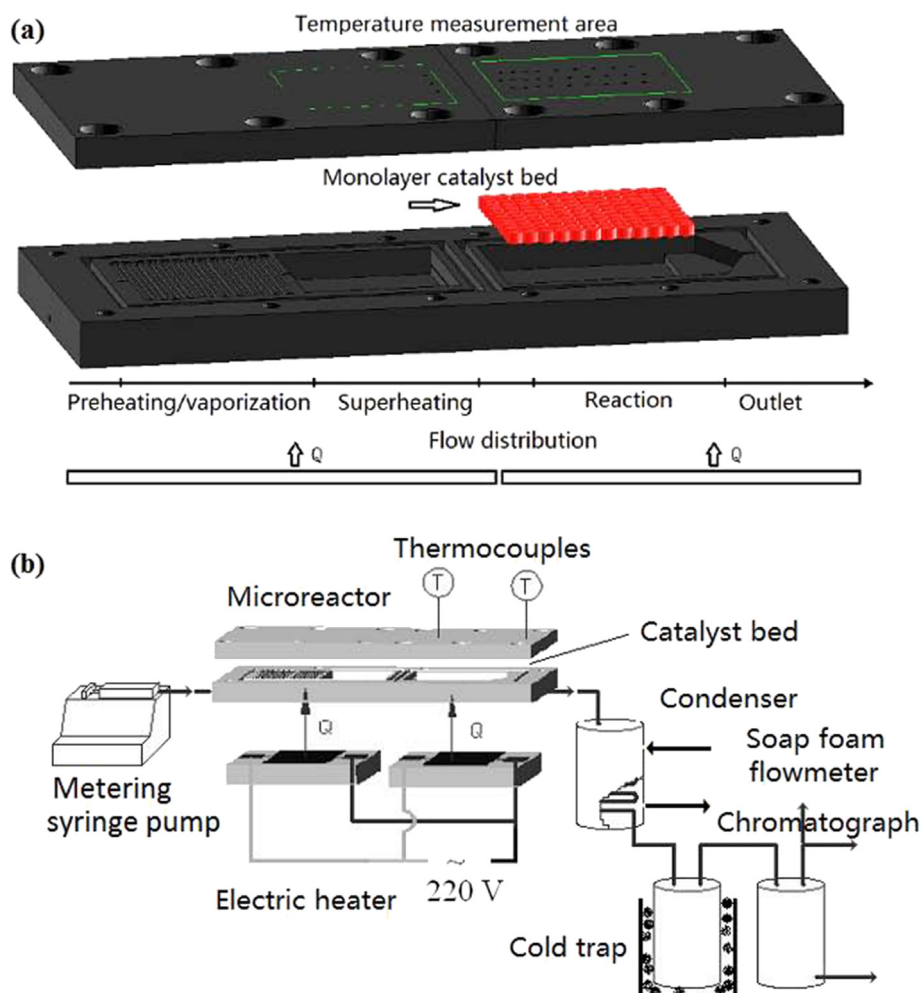 (a)
Temperature measurement area
Monolayer catalyst bed
Preheating/vaporization
Superheating
Reaction
Outlet
Flow distribution
Q
Q
(b)
Thermocouples
T
T
Microreactor
Catalyst bed
Condenser
Q
Q
Metering
syringe pump
Soap foam
flowmeter
Chromatograph
Electric heater
~
220 V
Cold trap